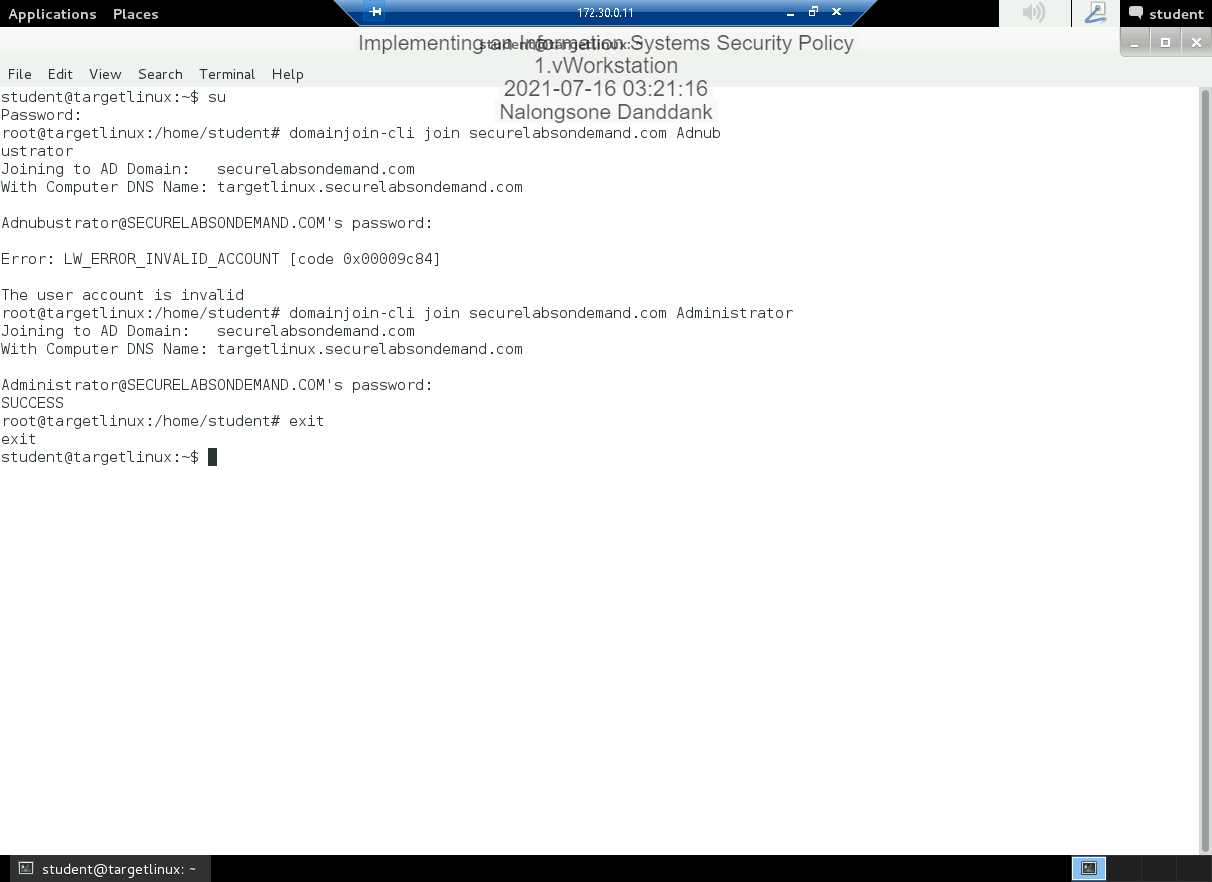 Applications Places
172.30.0.11
student
Implementing an Information Systems Security Policy
student@targetlinux: ~
1.vWorkstation
2021-07-16 03:21:16
Nalongsone Danddank
File Edit View Search Terminal Help
student@targetlinux:~$ su
Password:
root@targetlinux:/home/student# domainjoin-cli join securelabsondemand.com Adnub
ustrator
Joining to AD Domain:   securelabsondemand.com
With Computer DNS Name: targetlinux.securelabsondemand.com
Adnubustrator@SECURELABSONDEMAND.COM's password:
Error: LW_ERROR_INVALID_ACCOUNT [code 0x00009c84]
The user account is invalid
root@targetlinux:/home/student# domainjoin-cli join securelabsondemand.com Administrator
Joining to AD Domain:   securelabsondemand.com
With Computer DNS Name: targetlinux.securelabsondemand.com
Administrator@SECURELABSONDEMAND.COM's password:
SUCCESS
root@targetlinux:/home/student# exit
exit
student@targetlinux:~$
student@targetlinux: ~